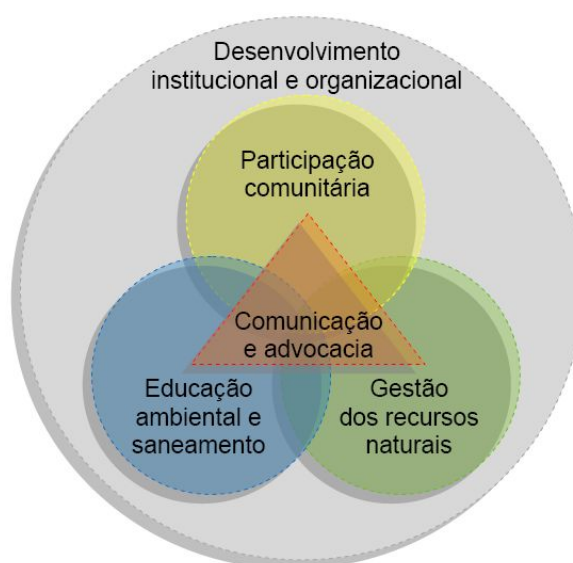 Desenvolvimento
institucional e organizacional
Participação
comunitária
Comunicação
e advocacia
Educação
ambiental e
saneamento
Gestão
dos recursos
naturais